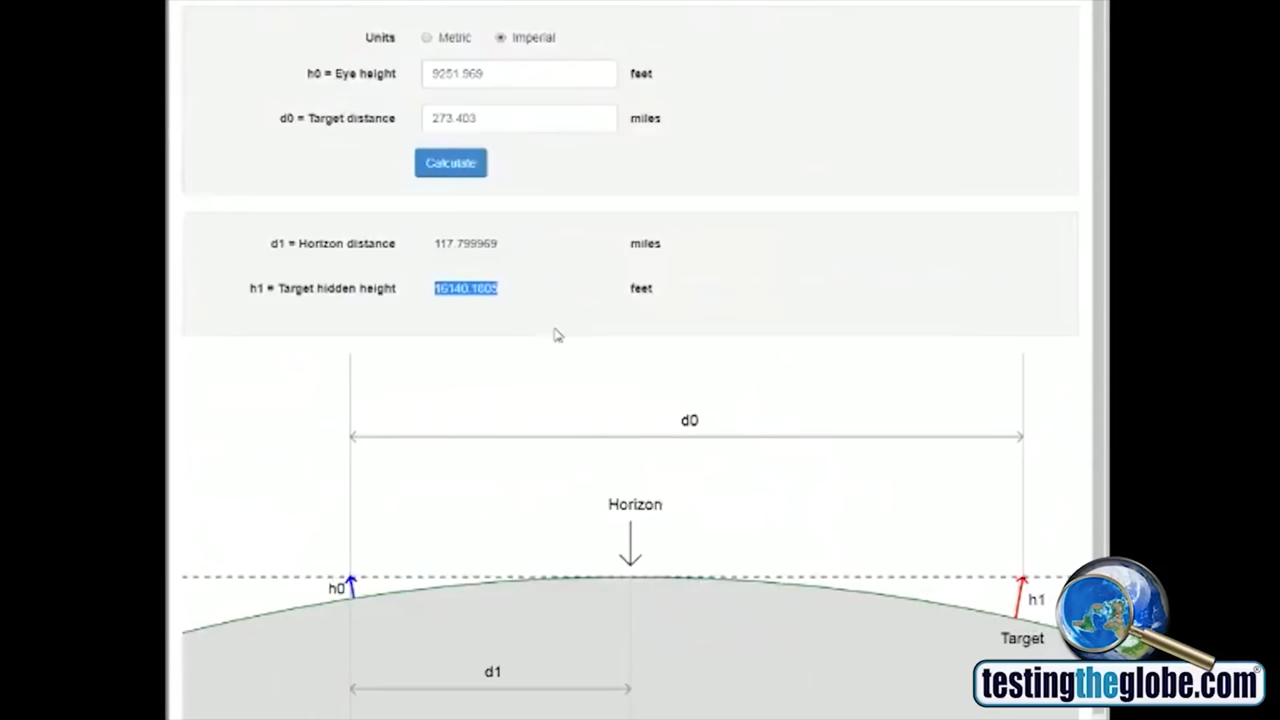 Units Metric Imperial
h0 = Eye height 9251.969 feet
d0 = Target distance 273.403 miles
Calculate
d1 = Horizon distance 117.799969 miles
h1 = Target hidden height 16140.1605 feet
d0
Horizon
h0
h1
Target
d1
testingtheglobe.com